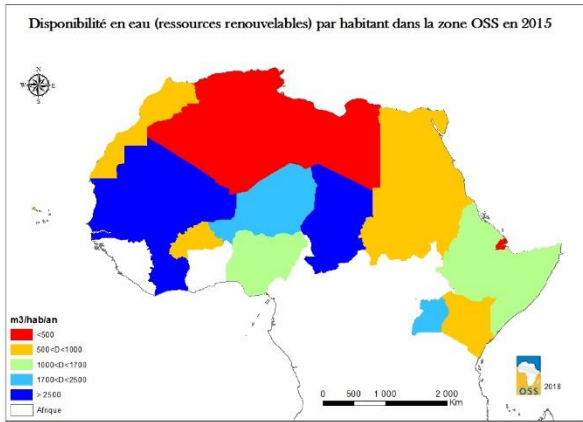 Disponibilité en eau (ressources renouvelables) par habitant dans la zone OSS en 2015
N
W E
S
m3/hab/an
<500
500<D<1000
1000<D<1700
1700<D<2500
> 2500
Afrique
0 500 1 000 2 000
Km
OSS
2018